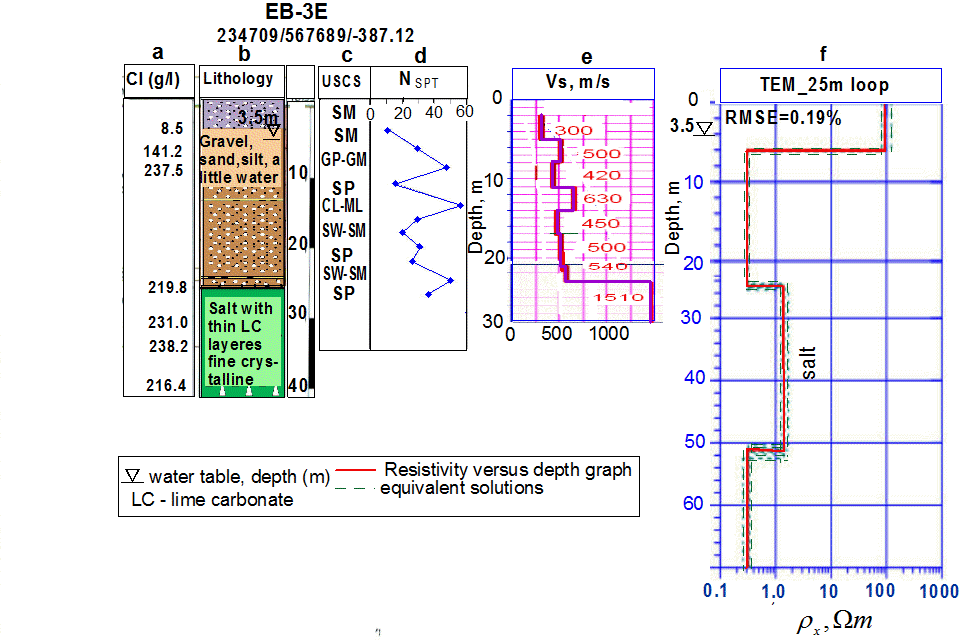 EB-3E
234709/567689/-387.12
a
b
c
d
e
f
Cl (g/l)
Lithology
USCS
N SPT
Vs, m/s
TEM_25m loop
8.5
141.2
237.5
219.8
231.0
238.2
216.4
3.5m
Gravel,
sand,silt, a
little water
Salt with
thin LC
layeres
fine crys-
talline
10
20
30
40
SM
SM
GP-GM
SP
CL-ML
SW-SM
SP
SW-SM
SP
0 20 40 60
Depth, m
0
10
20
30
300
500
420
630
450
500
540
1510
0 500 1000
Depth, m
0
3.5
10
20
30
40
50
60
RMSE=0.19%
salt
0.1 1.0 10 100 1000
ρx, Ωm
water table, depth (m)
Resistivity versus depth graph
equivalent solutions
LC - lime carbonate